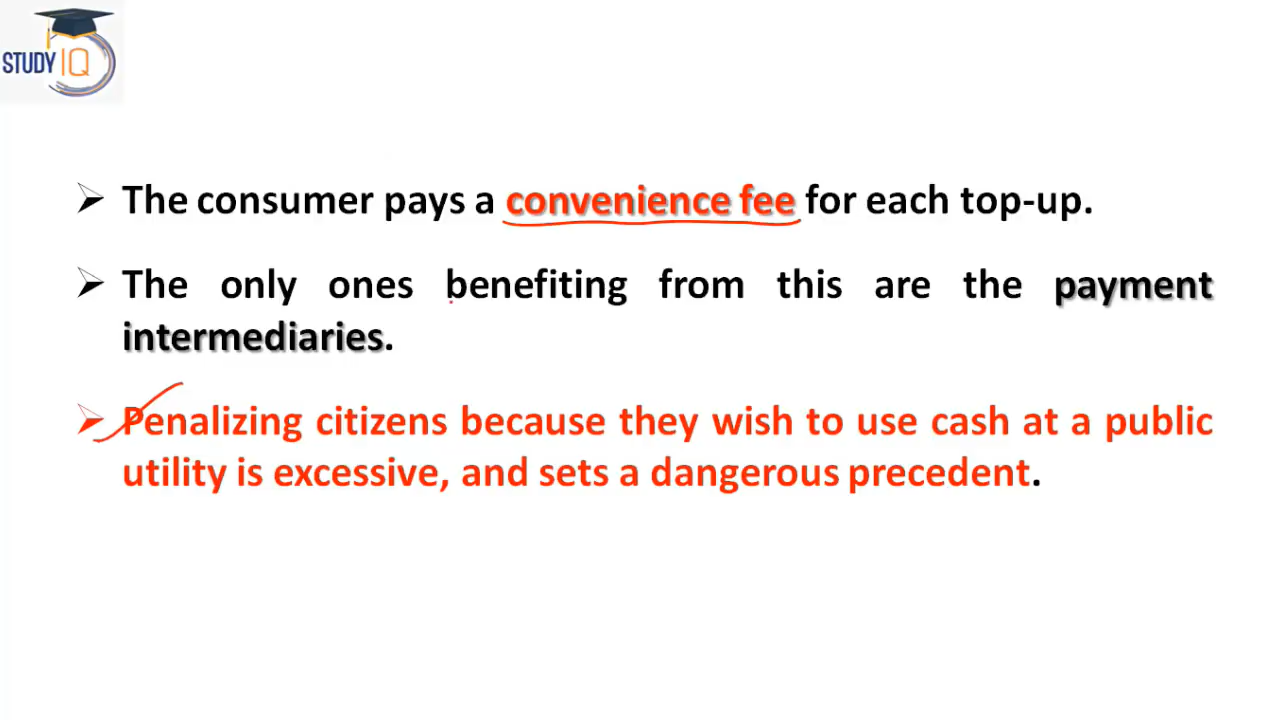 STUDY IQ
The consumer pays a convenience fee for each top-up.
The only ones benefiting from this are the payment
intermediaries.
Penalizing citizens because they wish to use cash at a public
utility is excessive, and sets a dangerous precedent.